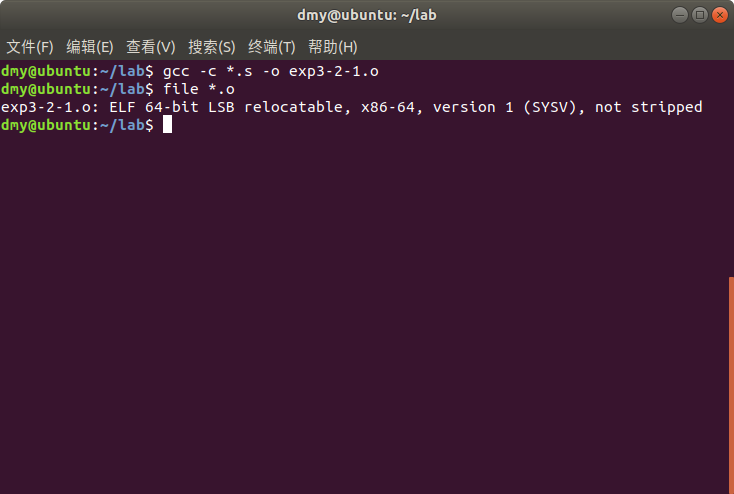 dmy@ubuntu: ~/lab
文件(F) 编辑(E) 查看(V) 搜索(S) 终端(T) 帮助(H)
dmy@ubuntu:~/lab$ gcc -c *.s -o exp3-2-1.o
dmy@ubuntu:~/lab$ file *.o
exp3-2-1.o: ELF 64-bit LSB relocatable, x86-64, version 1 (SYSV), not stripped
dmy@ubuntu:~/lab$